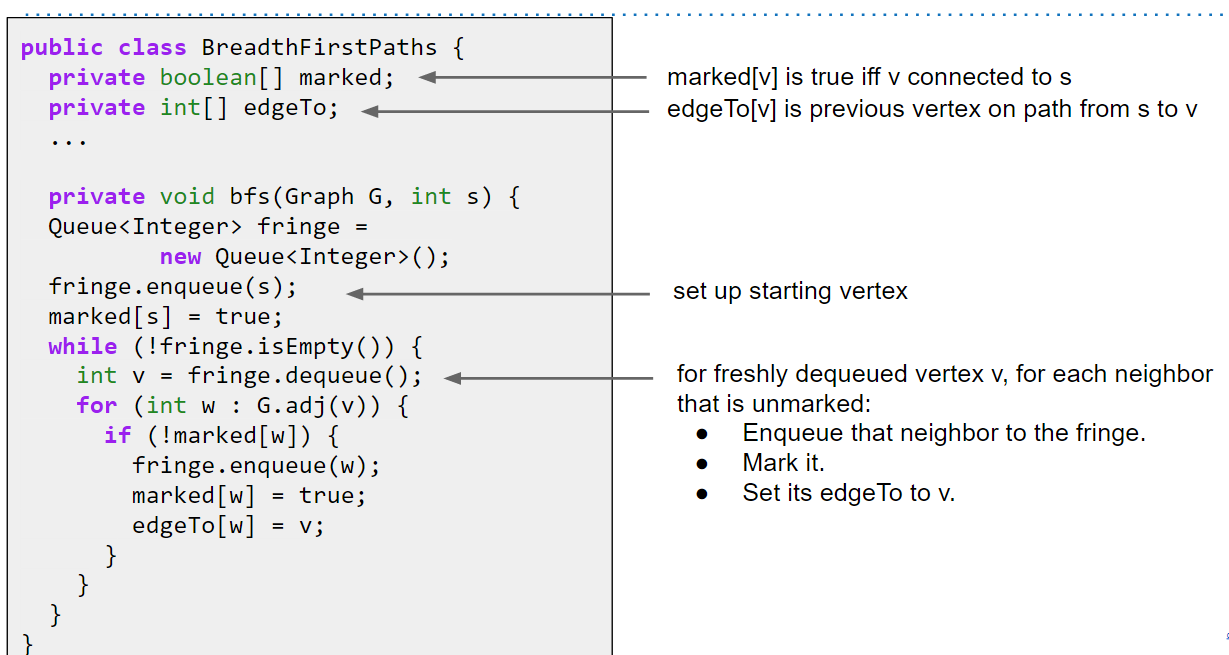 public class BreadthFirstPaths {
private boolean[] marked;
marked[v] is true iff v connected to s
private int[] edgeTo;
edgeTo[v] is previous vertex on path from s to v
...
private void bfs(Graph G, int s) {
Queue<Integer> fringe =
new Queue<Integer>();
fringe.enqueue(s);
set up starting vertex
marked[s] = true;
while (!fringe.isEmpty()) {
int v = fringe.dequeue();
for freshly dequeued vertex v, for each neighbor
that is unmarked:
● Enqueue that neighbor to the fringe.
● Mark it.
● Set its edgeTo to v.
for (int w : G.adj(v)) {
if (!marked[w]) {
fringe.enqueue(w);
marked[w] = true;
edgeTo[w] = v;
}
}
}
}